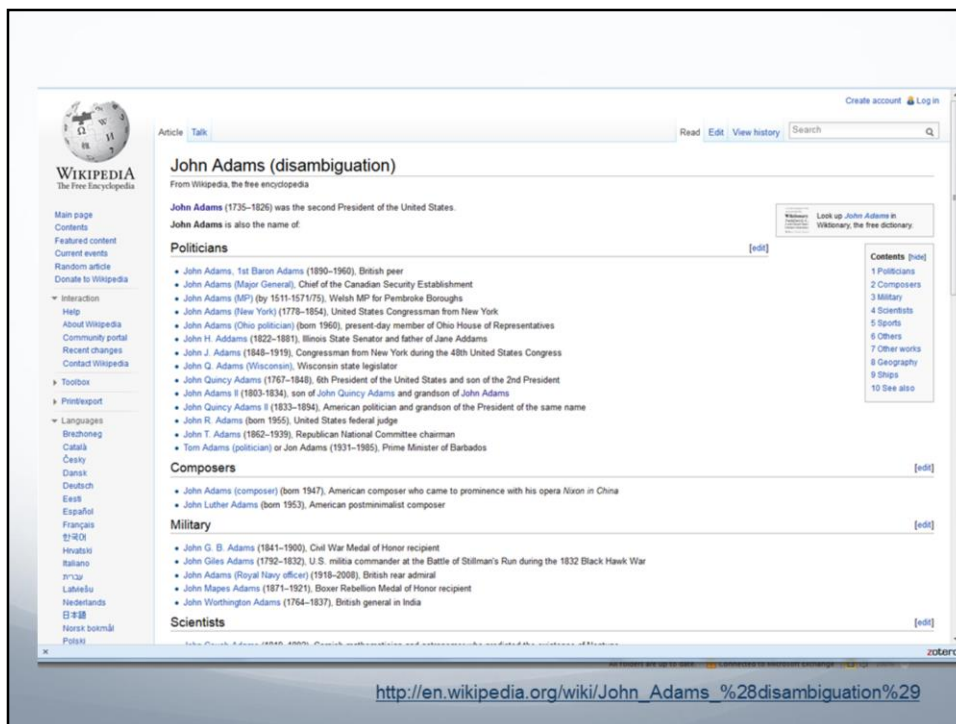 Create account Log in
Article Talk
Read Edit View history Search
WIKIPEDIA
The Free Encyclopedia
Main page
Contents
Featured content
Current events
Random article
Donate to Wikipedia
Interaction
Help
About Wikipedia
Community portal
Recent changes
Contact Wikipedia
Toolbox
Print/export
Languages
Brezhoneg
Català
Česky
Dansk
Deutsch
Eesti
Español
Français
한국어
Hrvatski
Italiano
עברית
Latviešu
Nederlands
日本語
Norsk bokmål
Polski
John Adams (disambiguation)
From Wikipedia, the free encyclopedia
John Adams (1735–1826) was the second President of the United States.
John Adams is also the name of:
Look up John Adams in
Wiktionary, the free dictionary.
Contents [hide]
1 Politicians
2 Composers
3 Military
4 Scientists
5 Sports
6 Others
7 Other works
8 Geography
9 Ships
10 See also
Politicians [edit]
• John Adams, 1st Baron Adams (1890–1960), British peer
• John Adams (Major General), Chief of the Canadian Security Establishment
• John Adams (MP) (by 1511-1571/75), Welsh MP for Pembroke Boroughs
• John Adams (New York) (1778–1854), United States Congressman from New York
• John Adams (Ohio politician) (born 1960), present-day member of Ohio House of Representatives
• John H. Addams (1822–1881), Illinois State Senator and father of Jane Addams
• John J. Adams (1848–1919), Congressman from New York during the 48th United States Congress
• John Q. Adams (Wisconsin), Wisconsin state legislator
• John Quincy Adams (1767–1848), 6th President of the United States and son of the 2nd President
• John Adams II (1803-1834), son of John Quincy Adams and grandson of John Adams
• John Quincy Adams II (1833–1894), American politician and grandson of the President of the same name
• John R. Adams (born 1955), United States federal judge
• John T. Adams (1862–1939), Republican National Committee chairman
• Tom Adams (politician) or Jon Adams (1931–1985), Prime Minister of Barbados
Composers [edit]
• John Adams (composer) (born 1947), American composer who came to prominence with his opera Nixon in China
• John Luther Adams (born 1953), American postminimalist composer
Military [edit]
• John G. B. Adams (1841–1900), Civil War Medal of Honor recipient
• John Giles Adams (1792–1832), U.S. militia commander at the Battle of Stillman's Run during the 1832 Black Hawk War
• John Adams (Royal Navy officer) (1918–2008), British rear admiral
• John Mapes Adams (1871–1921), Boxer Rebellion Medal of Honor recipient
• John Worthington Adams (1764–1837), British general in India
Scientists [edit]
zotero
http://en.wikipedia.org/wiki/John_Adams_%28disambiguation%29